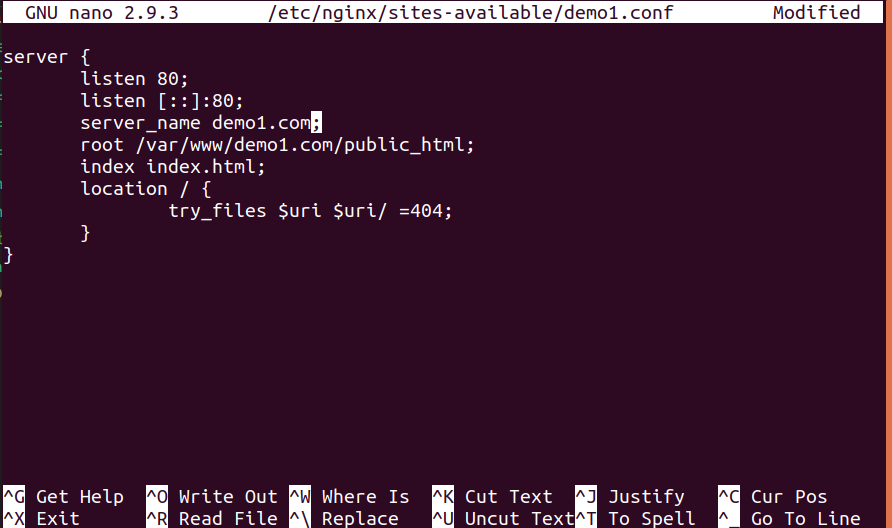 GNU nano 2.9.3 /etc/nginx/sites-available/demo1.conf Modified
server {
listen 80;
listen [::]:80;
server_name demo1.com;
root /var/www/demo1.com/public_html;
index index.html;
location / {
try_files $uri $uri/ =404;
}
}
^G Get Help ^O Write Out ^W Where Is ^K Cut Text ^J Justify ^C Cur Pos
^X Exit ^R Read File ^\ Replace ^U Uncut Text ^T To Spell ^_ Go To Line